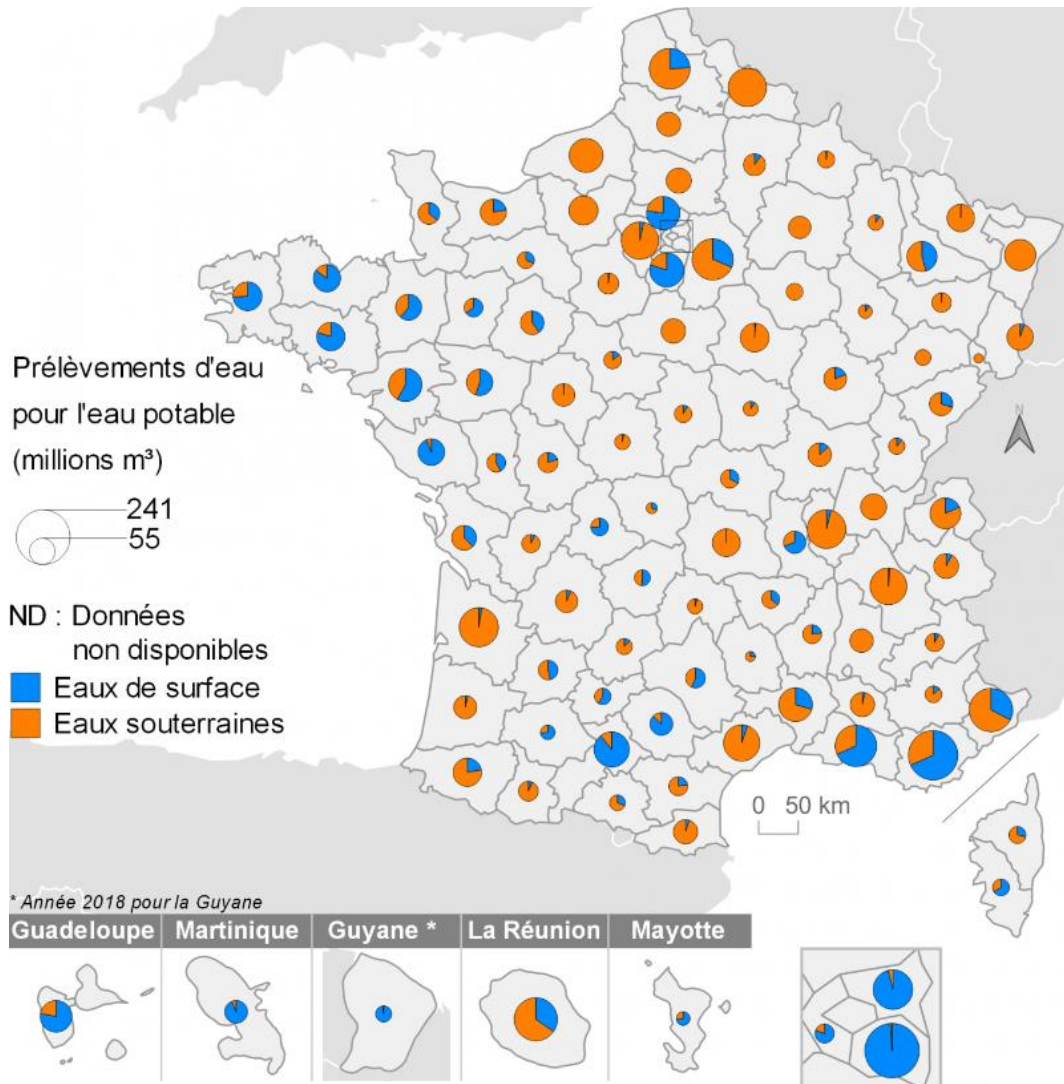 Prélèvements d'eau
pour l'eau potable
(millions m³)
241
55
ND : Données
non disponibles
Eaux de surface
Eaux souterraines
N
0 50 km
* Année 2018 pour la Guyane
Guadeloupe Martinique Guyane * La Réunion Mayotte